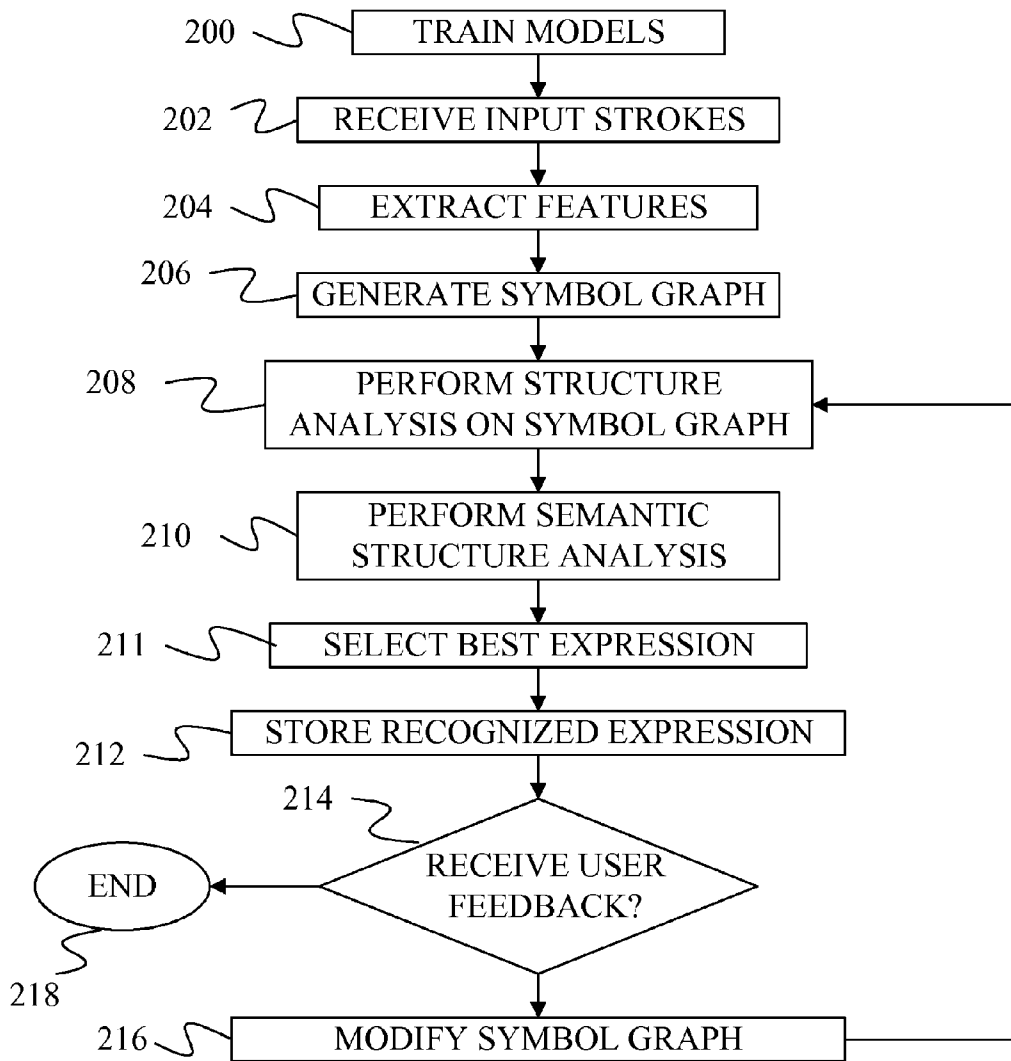 200
TRAIN MODELS
202
RECEIVE INPUT STROKES
204
EXTRACT FEATURES
206
GENERATE SYMBOL GRAPH
208
PERFORM STRUCTURE
ANALYSIS ON SYMBOL GRAPH
210
PERFORM SEMANTIC
STRUCTURE ANALYSIS
211
SELECT BEST EXPRESSION
212
STORE RECOGNIZED EXPRESSION
214
RECEIVE USER
FEEDBACK?
END
218
216
MODIFY SYMBOL GRAPH